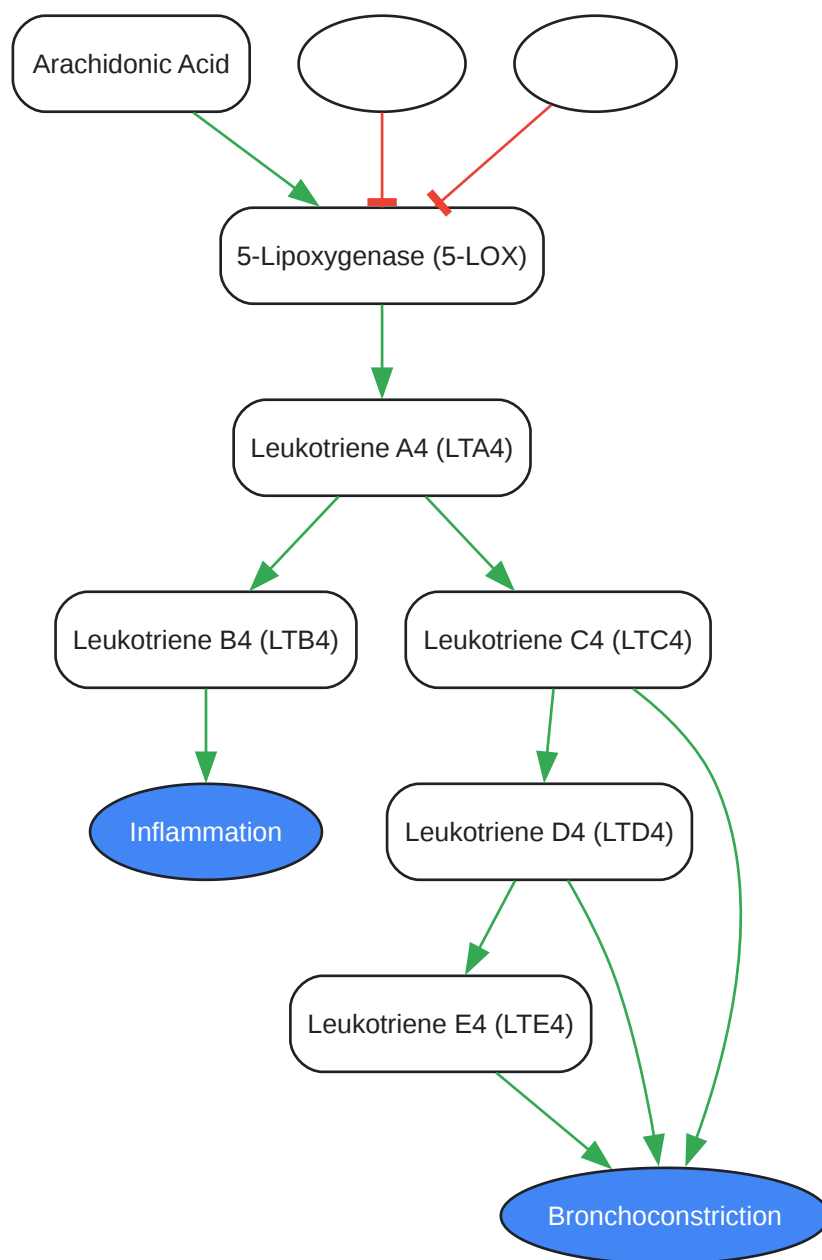 Arachidonic Acid
5-Lipoxygenase (5-LOX)
Leukotriene A4 (LTA4)
Leukotriene B4 (LTB4)
Leukotriene C4 (LTC4)
Inflammation
Leukotriene D4 (LTD4)
Leukotriene E4 (LTE4)
Bronchoconstriction